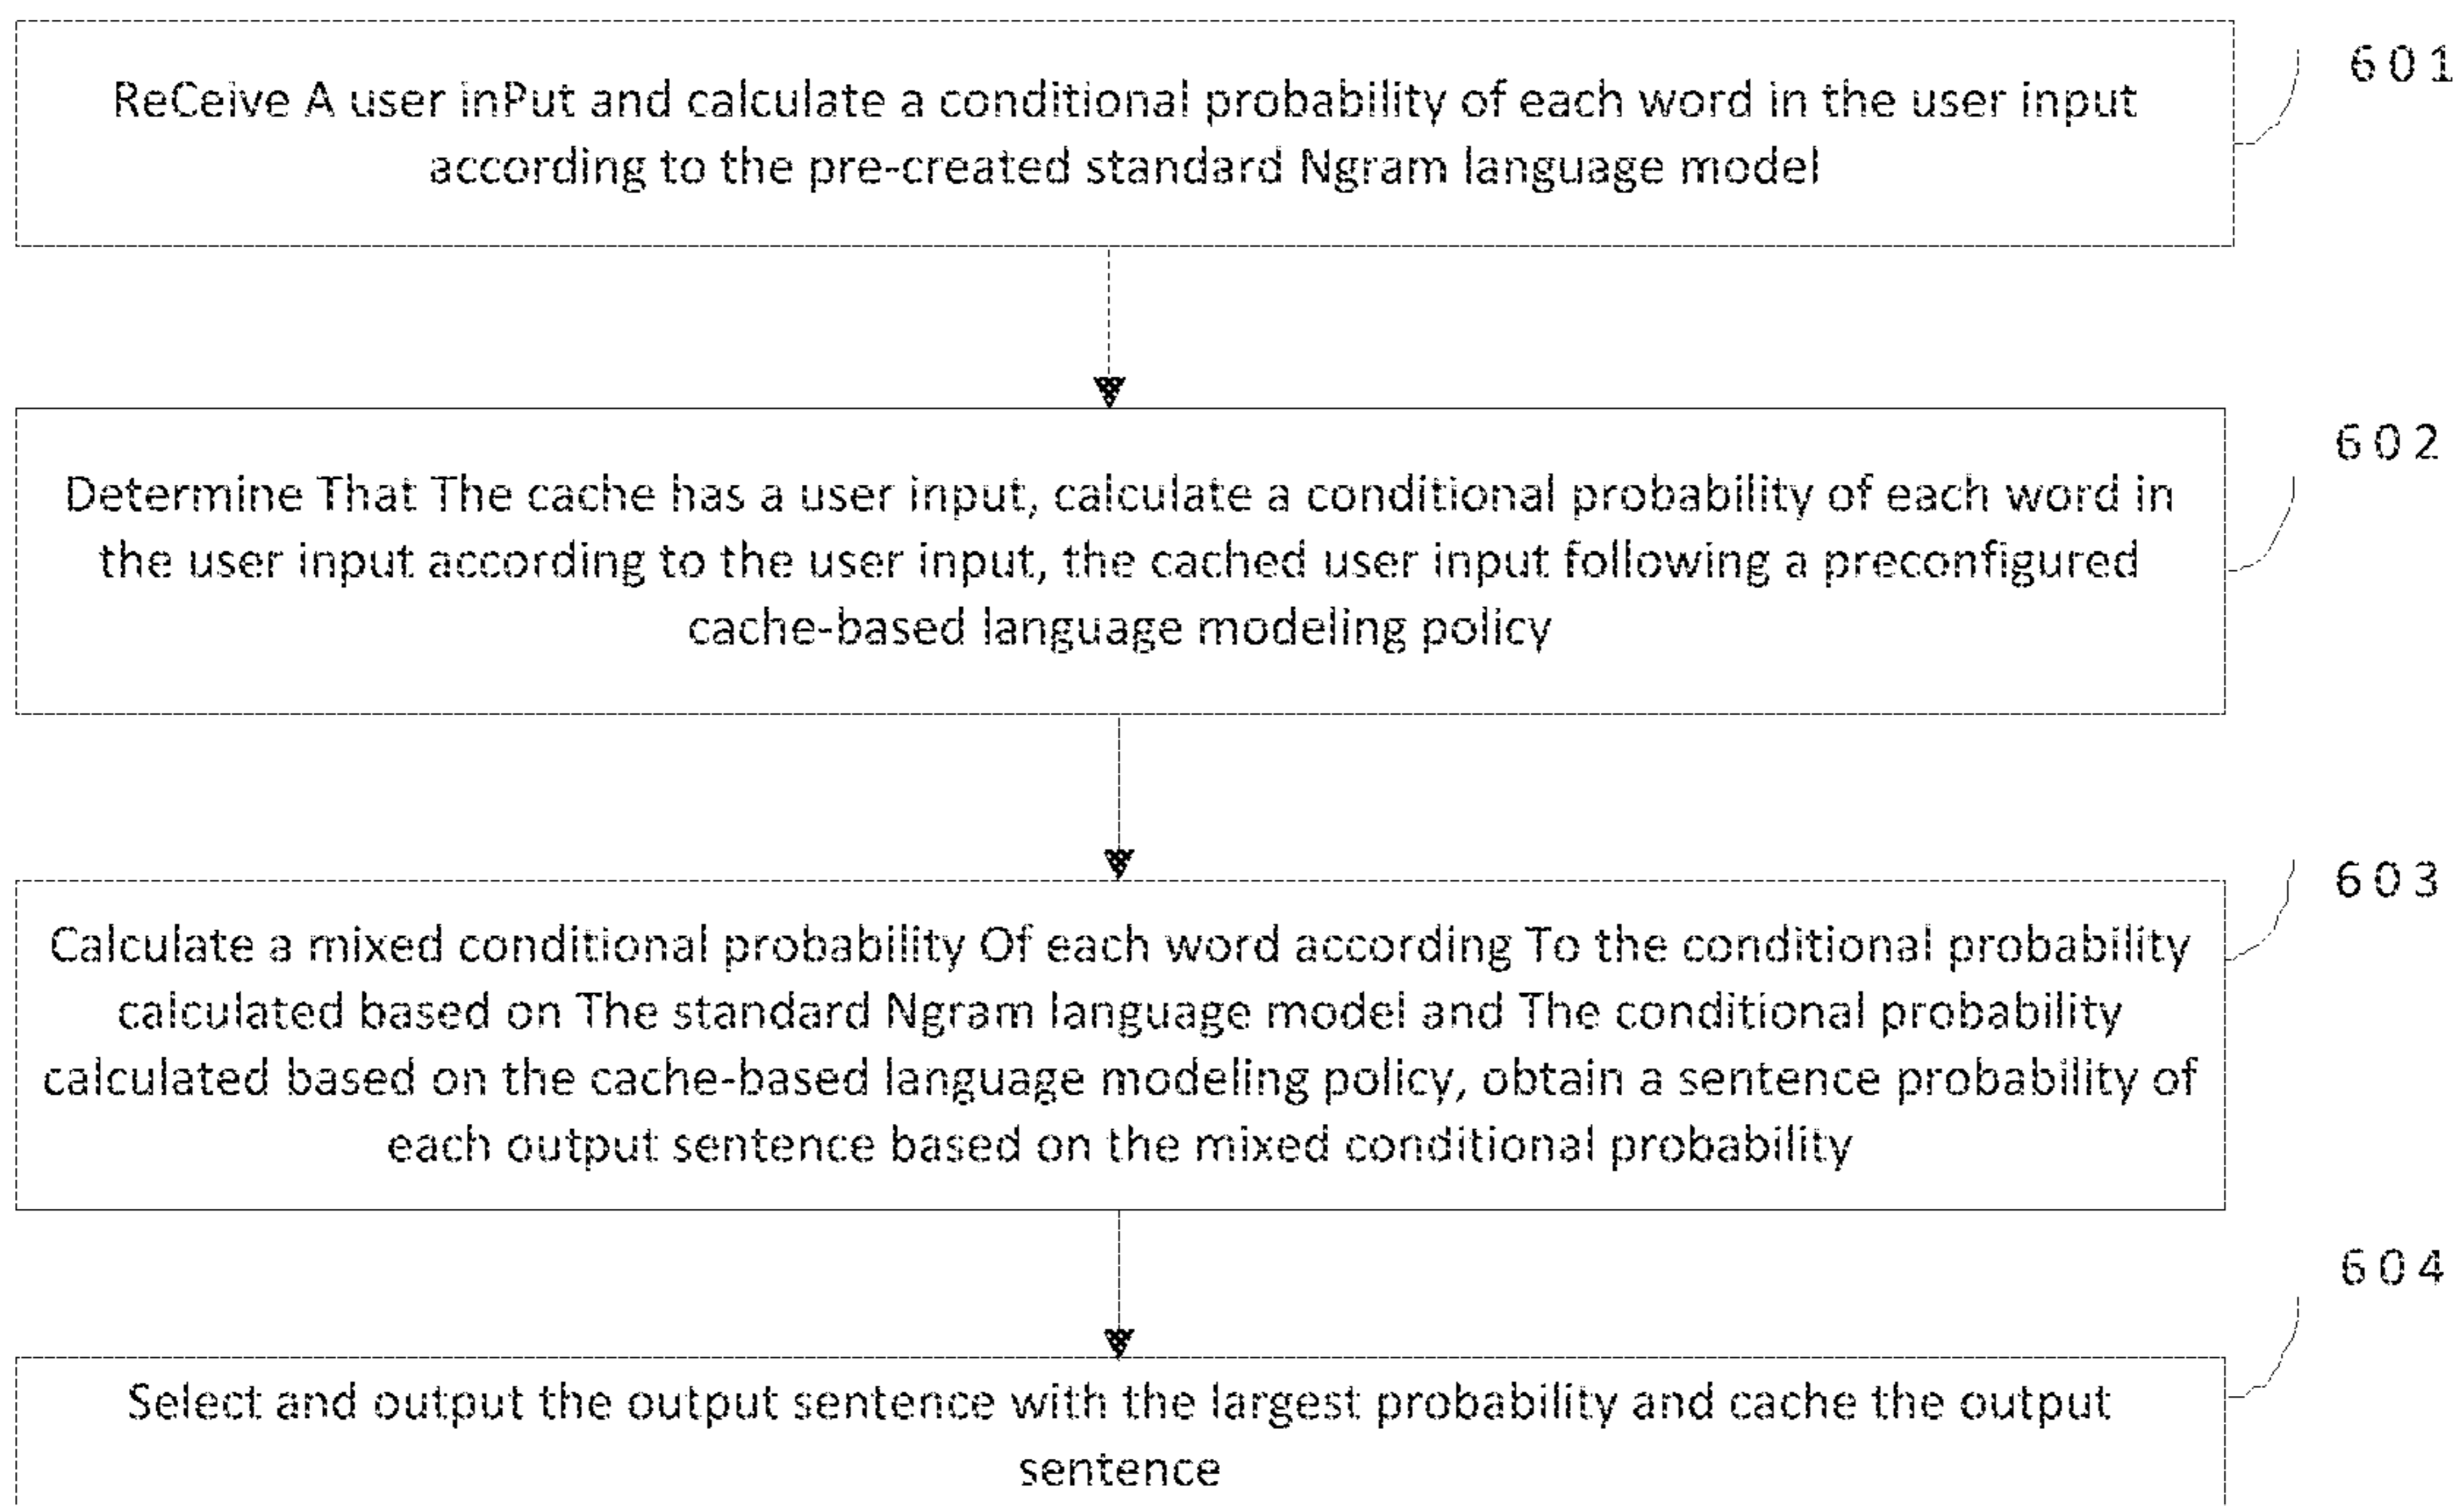 601
ReCeive A user inPut and calculate a conditional probability of each word in the user input
according to the pre-created standard Ngram language model
602
Determine That The cache has a user input, calculate a conditional probability of each word in
the user input according to the user input, the cached user input following a preconfigured
cache-based language modeling policy
603
Calculate a mixed conditional probability Of each word according To the conditional probability
calculated based on The standard Ngram language model and The conditional probability
calculated based on the cache-based language modeling policy, obtain a sentence probability of
each output sentence based on the mixed conditional probability
604
Select and output the output sentence with the largest probability and cache the output
sentence